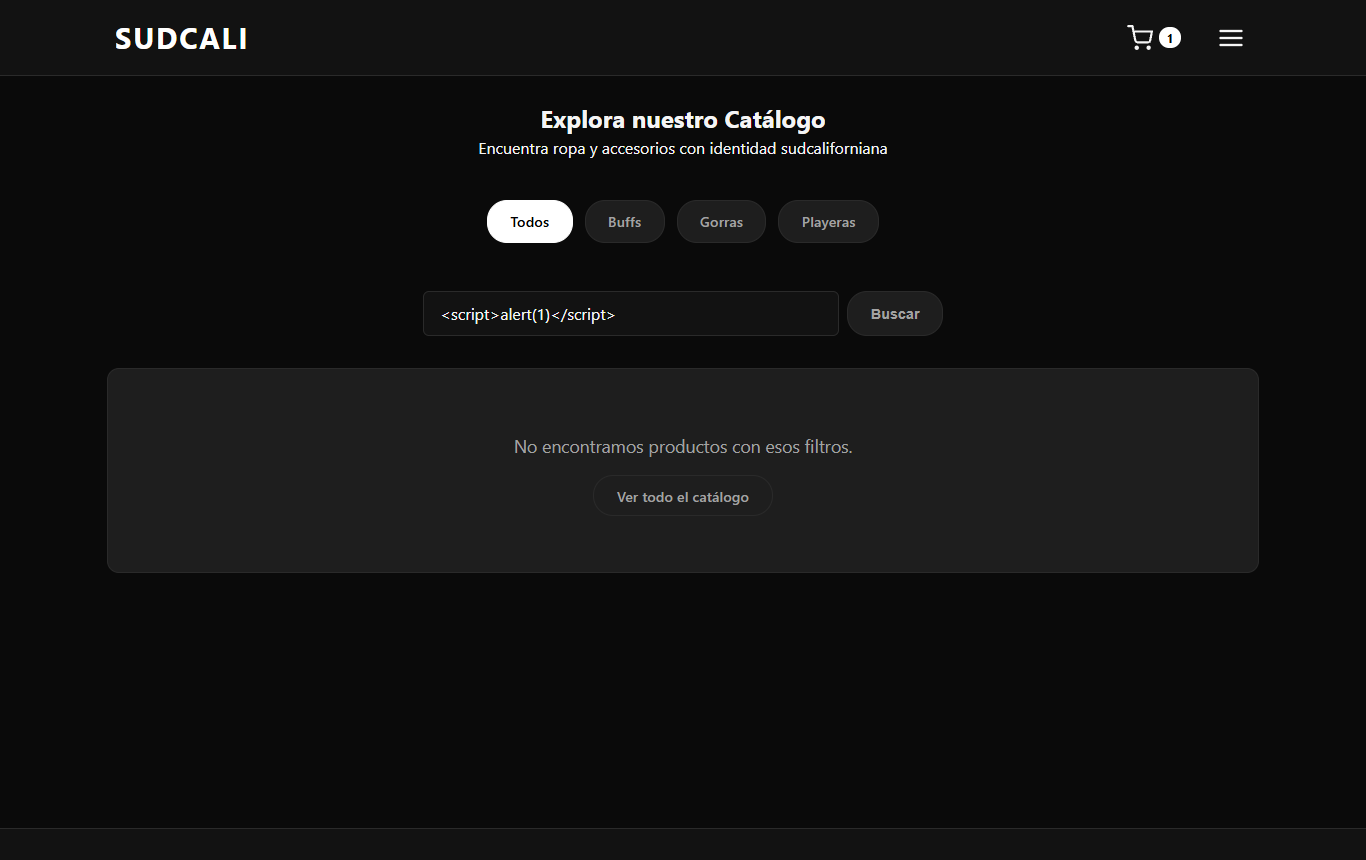 SUDCALI
1
Explora nuestro Catálogo
Encuentra ropa y accesorios con identidad sudcaliforniana
Todos Buffs Gorras Playeras
<script>alert(1)</script> Buscar
No encontramos productos con esos filtros.
Ver todo el catálogo